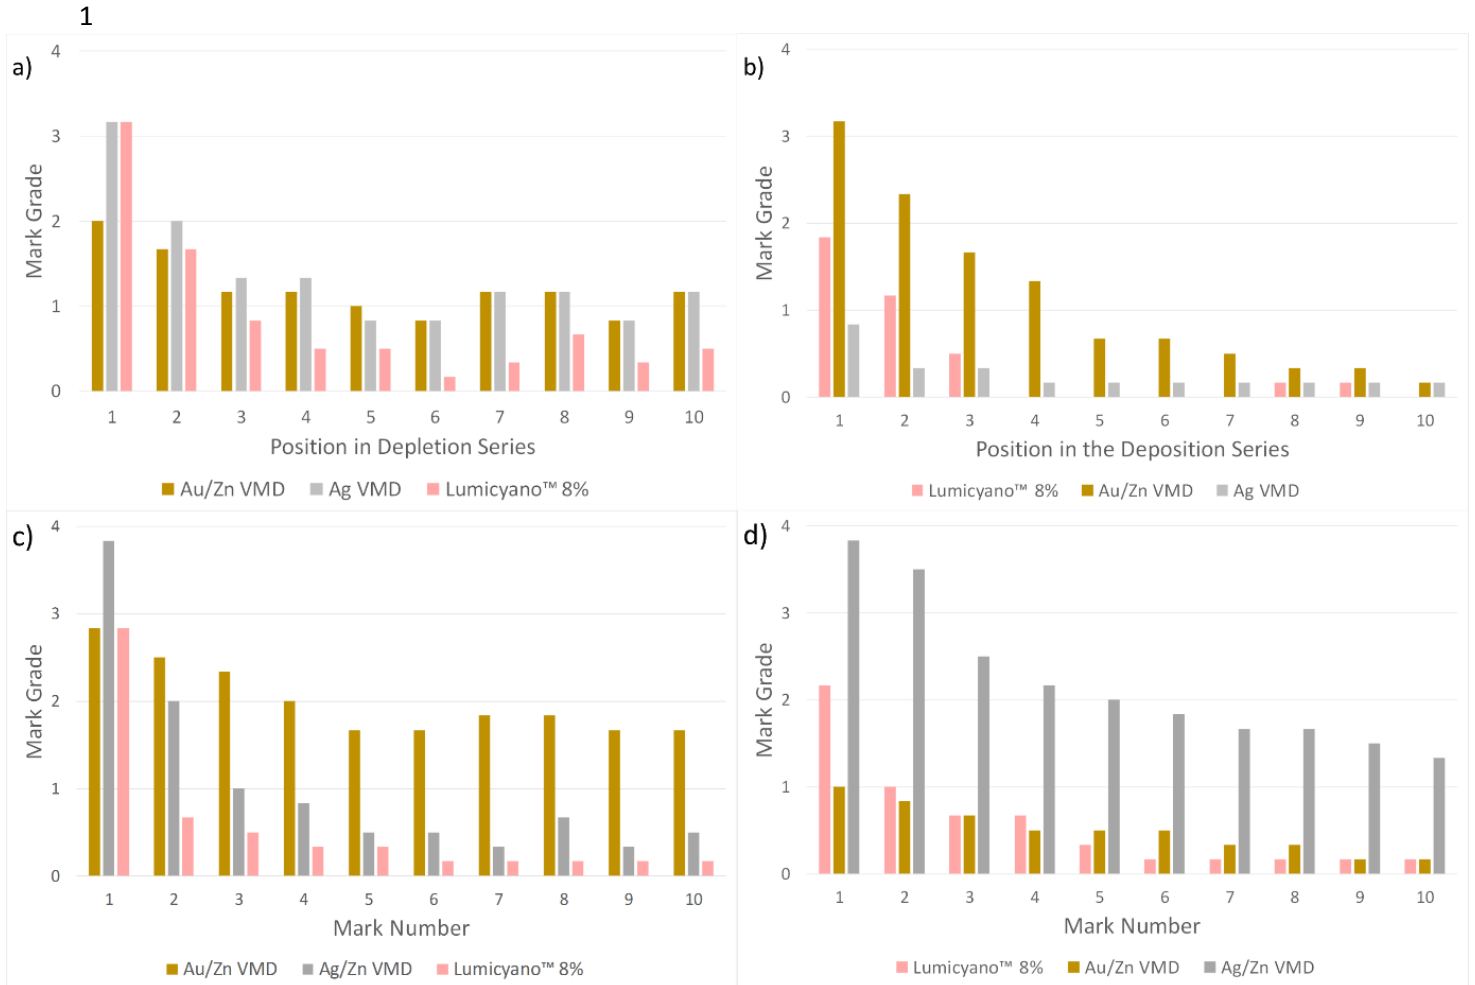 1
a)
4
3
2
1
0
Mark Grade
1 2 3 4 5 6 7 8 9 10
Position in Depletion Series
Au/Zn VMD Ag VMD Lumicyano™ 8%
b)
4
3
2
1
0
Mark Grade
1 2 3 4 5 6 7 8 9 10
Position in the Deposition Series
Lumicyano™ 8% Au/Zn VMD Ag VMD
c)
4
3
2
1
0
Mark Grade
1 2 3 4 5 6 7 8 9 10
Mark Number
Au/Zn VMD Ag/Zn VMD Lumicyano™ 8%
d)
4
3
2
1
0
Mark Grade
1 2 3 4 5 6 7 8 9 10
Mark Number
Lumicyano™ 8% Au/Zn VMD Ag/Zn VMD